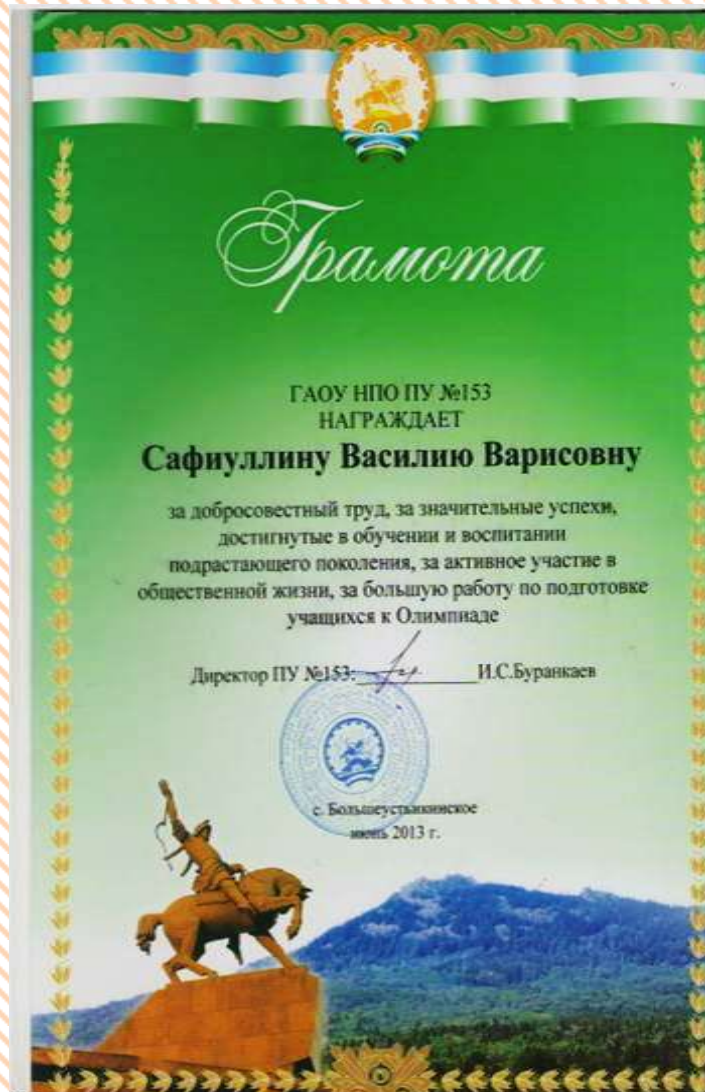 Грамота
ГАОУ НПО ПУ №153
НАГРАЖДАЕТ
Сафиуллину Василию Варисовну
за добросовестный труд, за значительные успехи,
достигнутые в обучении и воспитании
подрастающего поколения, за активное участие в
общественной жизни, за большую работу по подготовке
учащихся к Олимпиаде
Директор ПУ №153: И.С.Буранкаев
с. Большеустьикинское
июнь 2013 г.